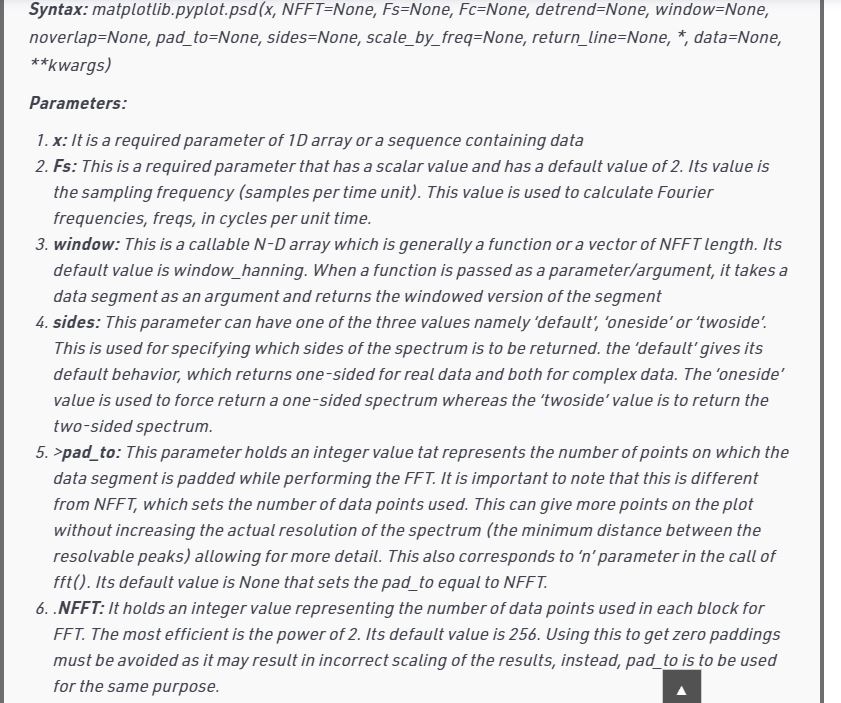 Syntax: matplotlib.pyplot.psd(x, NFFT=None, Fs=None, Fc=None, detrend=None, window=None,
noverlap=None, pad_to=None, sides=None, scale_by_freq=None, return_line=None, *, data=None,
**kwargs)
Parameters:
1. x: It is a required parameter of 1D array or a sequence containing data
2. Fs: This is a required parameter that has a scalar value and has a default value of 2. Its value is
the sampling frequency (samples per time unit). This value is used to calculate Fourier
frequencies, freqs, in cycles per unit time.
3. window: This is a callable N-D array which is generally a function or a vector of NFFT length. Its
default value is window_hanning. When a function is passed as a parameter/argument, it takes a
data segment as an argument and returns the windowed version of the segment
4. sides: This parameter can have one of the three values namely ‘default’, ‘oneside’ or ‘twoside’.
This is used for specifying which sides of the spectrum is to be returned. the ‘default’ gives its
default behavior, which returns one-sided for real data and both for complex data. The ‘oneside’
value is used to force return a one-sided spectrum whereas the ‘twoside’ value is to return the
two-sided spectrum.
5. >pad_to: This parameter holds an integer value tat represents the number of points on which the
data segment is padded while performing the FFT. It is important to note that this is different
from NFFT, which sets the number of data points used. This can give more points on the plot
without increasing the actual resolution of the spectrum (the minimum distance between the
resolvable peaks) allowing for more detail. This also corresponds to ‘n’ parameter in the call of
fft(). Its default value is None that sets the pad_to equal to NFFT.
6. .NFFT: It holds an integer value representing the number of data points used in each block for
FFT. The most efficient is the power of 2. Its default value is 256. Using this to get zero paddings
must be avoided as it may result in incorrect scaling of the results, instead, pad_to is to be used
for the same purpose.